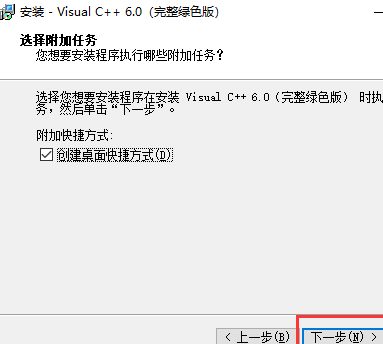 安装 - Visual C++ 6.0（完整绿色版）
选择附加任务
您想要安装程序执行哪些附加任务？
选择您想要安装程序在安装 Visual C++ 6.0（完整绿色版） 时执
务，然后单击“下一步”。
附加快捷方式:
创建桌面快捷方式(D)
< 上一步(B)
下一步(N) >